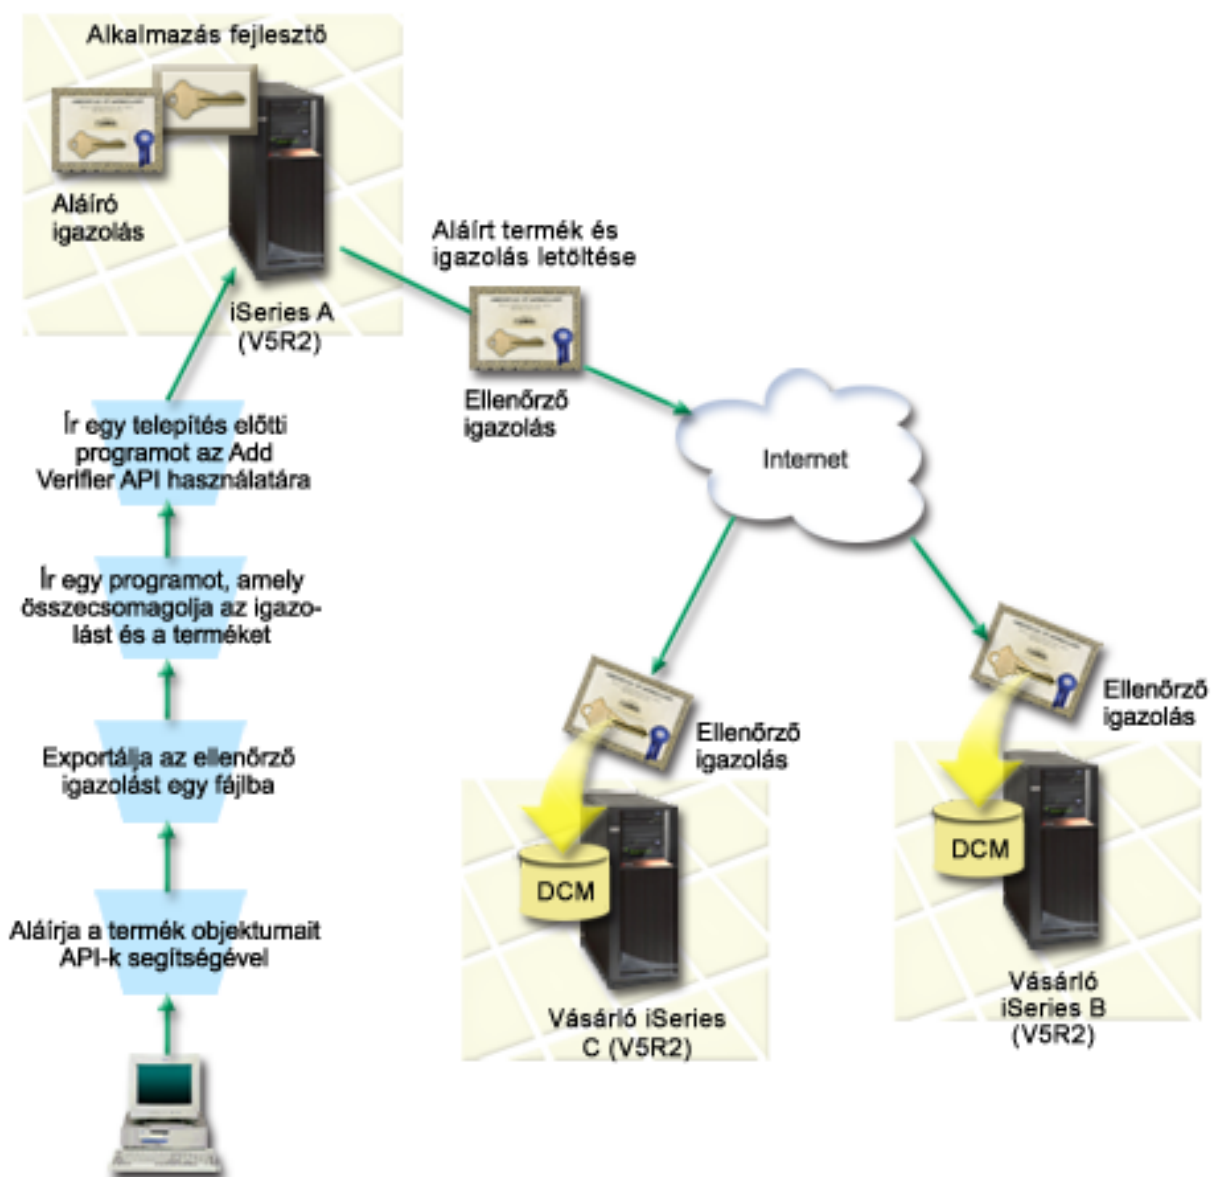 Alkalmazás fejlesztő
Aláíró
igazolás
iSeries A
(V5R2)
Aláírt termék és
igazolás letöltése
Ellenőrző
igazolás
Internet
Ír egy telepítés előtti
programot az Add
Verifier API használatára
Ír egy programot, amely
összecsomagolja az igazo-
lást és a terméket
Exportálja az ellenőrző
igazolást egy fájlba
Aláírja a termék objektumait
API-k segítségével
Ellenőrző
igazolás
DCM
Vásárló iSeries
C (V5R2)
Ellenőrző
igazolás
DCM
Vásárló
iSeries B
(V5R2)